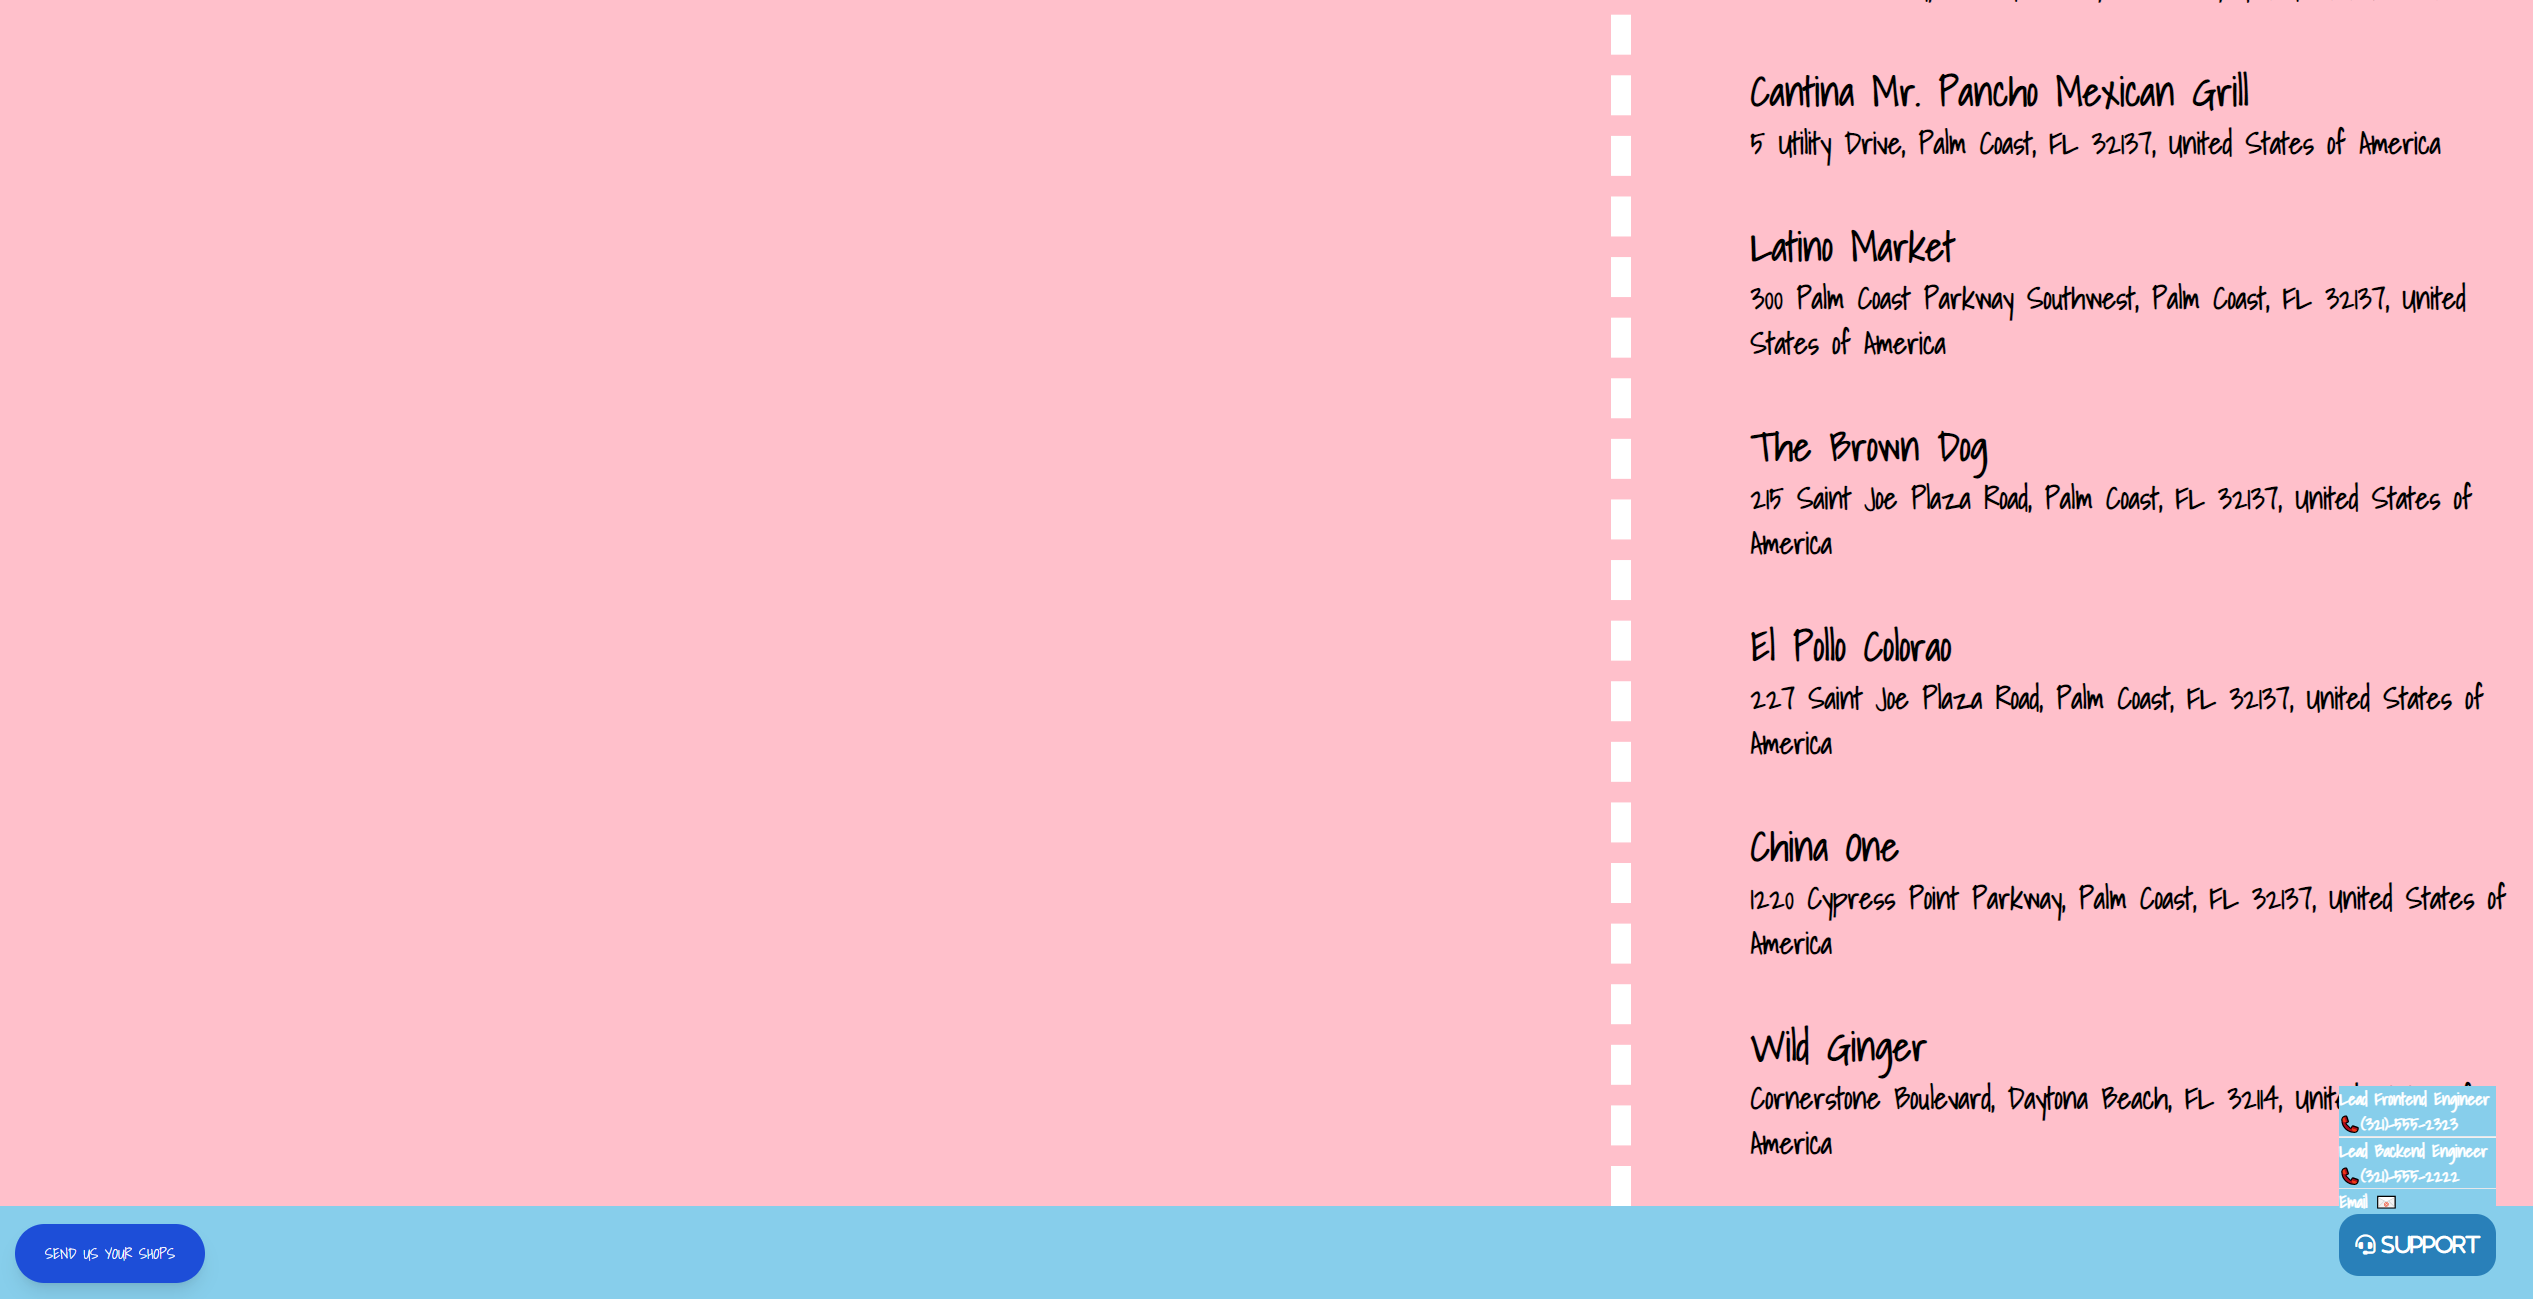 Cantina Mr. Pancho Mexican Grill
5 Utility Drive, Palm Coast, FL 32137, United States of America
Latino Market
300 Palm Coast Parkway Southwest, Palm Coast, FL 32137, United
States of America
The Brown Dog
215 Saint Joe Plaza Road, Palm Coast, FL 32137, United States of
America
El Pollo Colorao
227 Saint Joe Plaza Road, Palm Coast, FL 32137, United States of
America
China One
1220 Cypress Point Parkway, Palm Coast, FL 32137, United States of
America
Wild Ginger
Cornerstone Boulevard, Daytona Beach, FL 32114,
America
Lead Frontend Engineer
(321)-555-2323
Lead Backend Engineer
(321)-555-2222
Email
SEND US YOUR SHOPS
SUPPORT